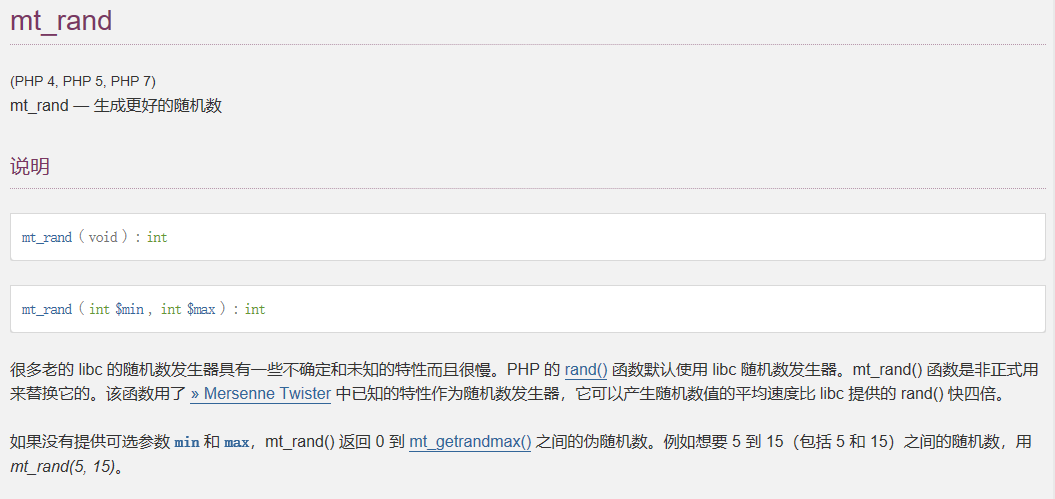 mt_rand
(PHP 4, PHP 5, PHP 7)
mt_rand — 生成更好的随机数
说明
mt_rand ( void ) : int
mt_rand ( int $min , int $max ) : int
很多老的 libc 的随机数发生器具有一些不确定和未知的特性而且很慢。PHP 的 rand() 函数默认使用 libc 随机数发生器。mt_rand() 函数是非正式用
来替换它的。该函数用了 » Mersenne Twister 中已知的特性作为随机数发生器，它可以产生随机数值的平均速度比 libc 提供的 rand() 快四倍。
如果没有提供可选参数 min 和 max，mt_rand() 返回 0 到 mt_getrandmax() 之间的伪随机数。例如想要 5 到 15（包括 5 和 15）之间的随机数，用
mt_rand(5, 15)。